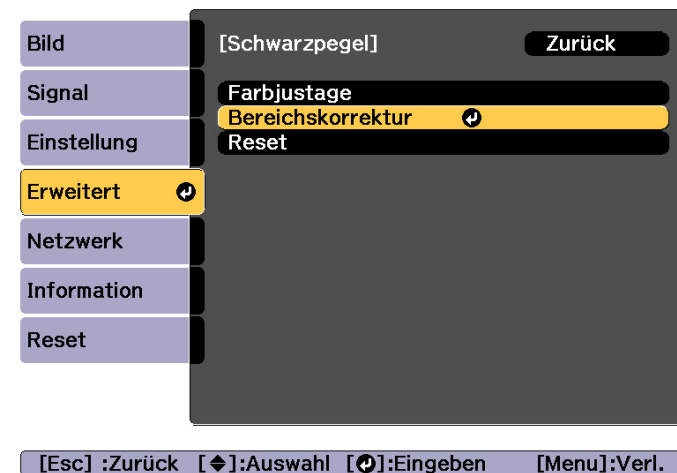 Bild
Signal
Einstellung
Erweitert
Netzwerk
Information
Reset
[Schwarzpegel] Zurück
Farbjustage
Bereichskorrektur
Reset
[Esc] :Zurück [◆]:Auswahl [↵]:Eingeben [Menu]:Verl.